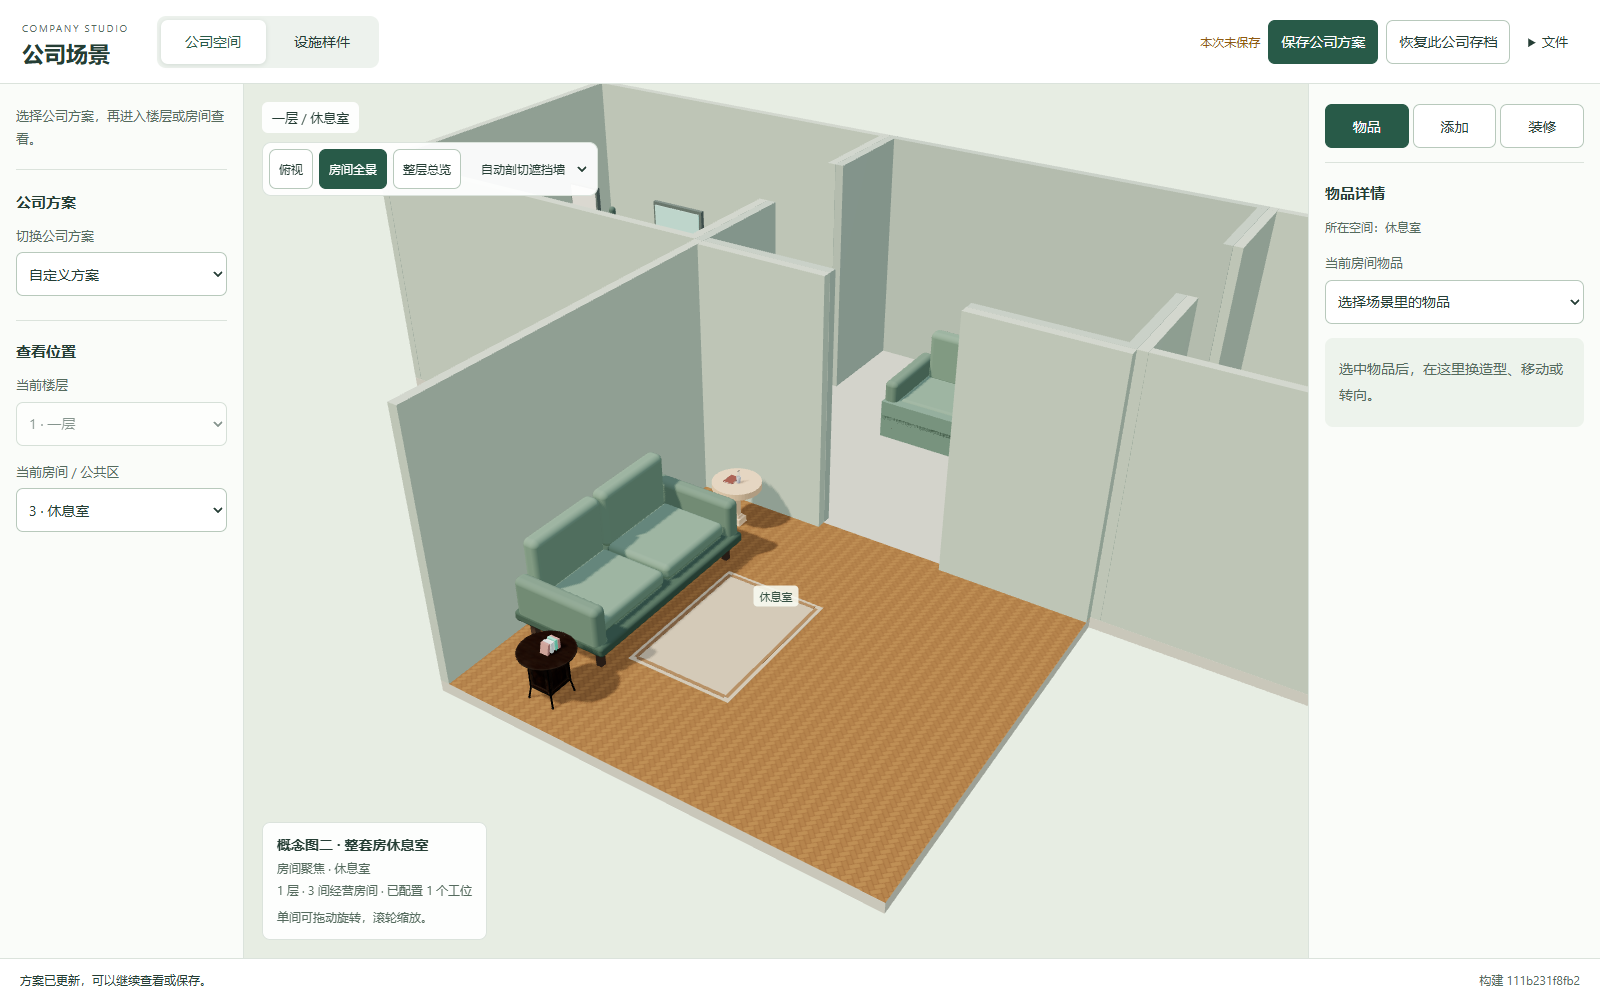 COMPANY STUDIO
公司场景
公司空间
设施样件
本次未保存
保存公司方案
恢复此公司存档
文件
选择公司方案，再进入楼层或房间查
看。
公司方案
切换公司方案
自定义方案
查看位置
当前楼层
1 · 一层
当前房间 / 公共区
3 · 休息室
一层 / 休息室
俯视
房间全景
整层总览
自动剖切遮挡墙
休息室
概念图二 · 整套房休息室
房间聚焦 · 休息室
1 层 · 3 间经营房间 · 已配置 1 个工位
单间可拖动旋转，滚轮缩放。
物品
添加
装修
物品详情
所在空间：休息室
当前房间物品
选择场景里的物品
选中物品后，在这里换造型、移动或
转向。
方案已更新，可以继续查看或保存。
构建 111b231f8fb2